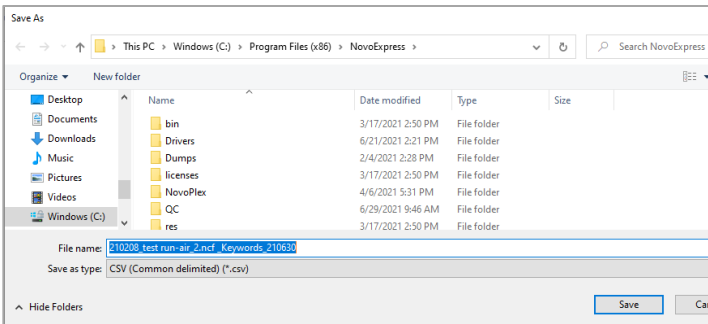 Save As
This PC > Windows (C:) > Program Files (x86) > NovoExpress >
Search NovoExpress
Organize New folder
Desktop
Documents
Downloads
Music
Pictures
Videos
Windows (C:)
Name Date modified Type Size
bin 3/17/2021 2:50 PM File folder
Drivers 6/21/2021 2:21 PM File folder
Dumps 2/4/2021 2:28 PM File folder
licenses 3/17/2021 2:50 PM File folder
NovoPlex 4/6/2021 5:31 PM File folder
QC 6/29/2021 9:46 AM File folder
res 3/17/2021 2:50 PM File folder
File name: 210208_test run-air_2.ncf _Keywords_210630
Save as type: CSV (Common delimited) (*.csv)
Hide Folders
Save